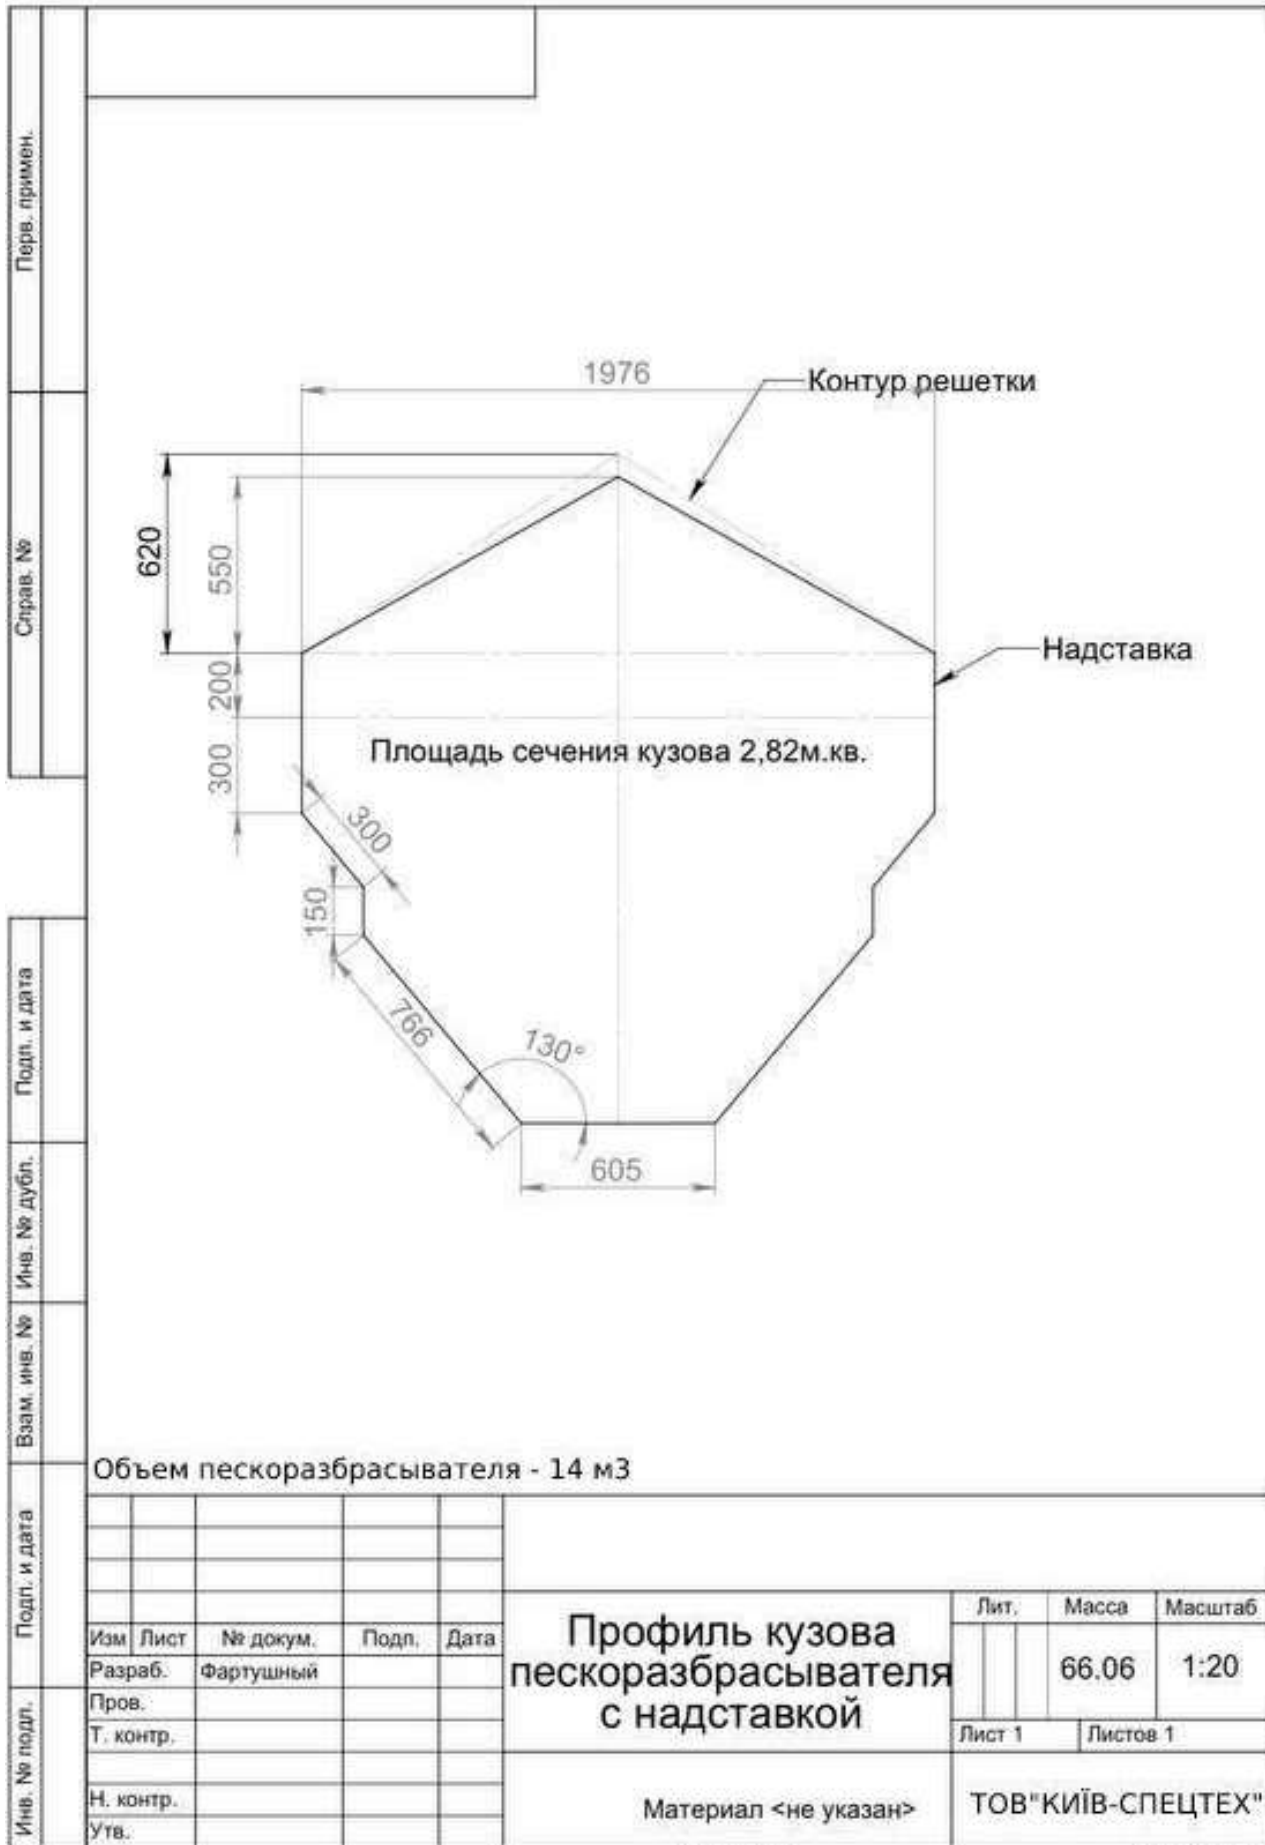 Перв. примен.
Справ. №
Подп. и дата
Инв. № дубл.
Взам. инв. №
Подп. и дата
Инв. № подл.
1976
Контур решетки
620
550
Надставка
200
300
Площадь сечения кузова 2,82м.кв.
300
150
766
130°
605
Объем пескоразбрасывателя - 14 м3
Изм Лист № докум. Подп. Дата
Разраб. Фартушный
Пров.
Т. контр.
Н. контр.
Утв.
Профиль кузова
пескоразбрасывателя
с надставкой
Лит. Масса Масштаб
66.06 1:20
Лист 1 Листов 1
Материал <не указан>
ТОВ"КИЇВ-СПЕЦТЕХ"